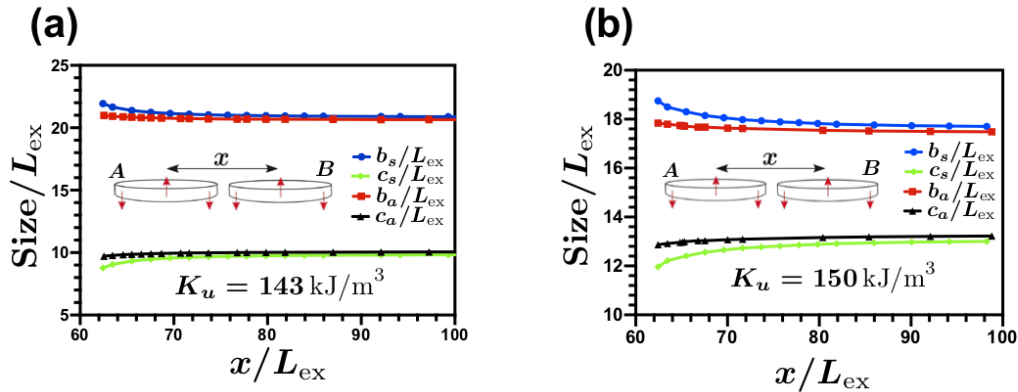 (a)
25
20
15
10
5
60
70
80
90
100
Size/L_ex
x/L_ex
A
x
B
b_s/L_ex
c_s/L_ex
b_a/L_ex
c_a/L_ex
K_u = 143 kJ/m³
(b)
20
18
16
14
12
10
60
70
80
90
100
Size/L_ex
x/L_ex
A
x
B
b_s/L_ex
c_s/L_ex
b_a/L_ex
c_a/L_ex
K_u = 150 kJ/m³